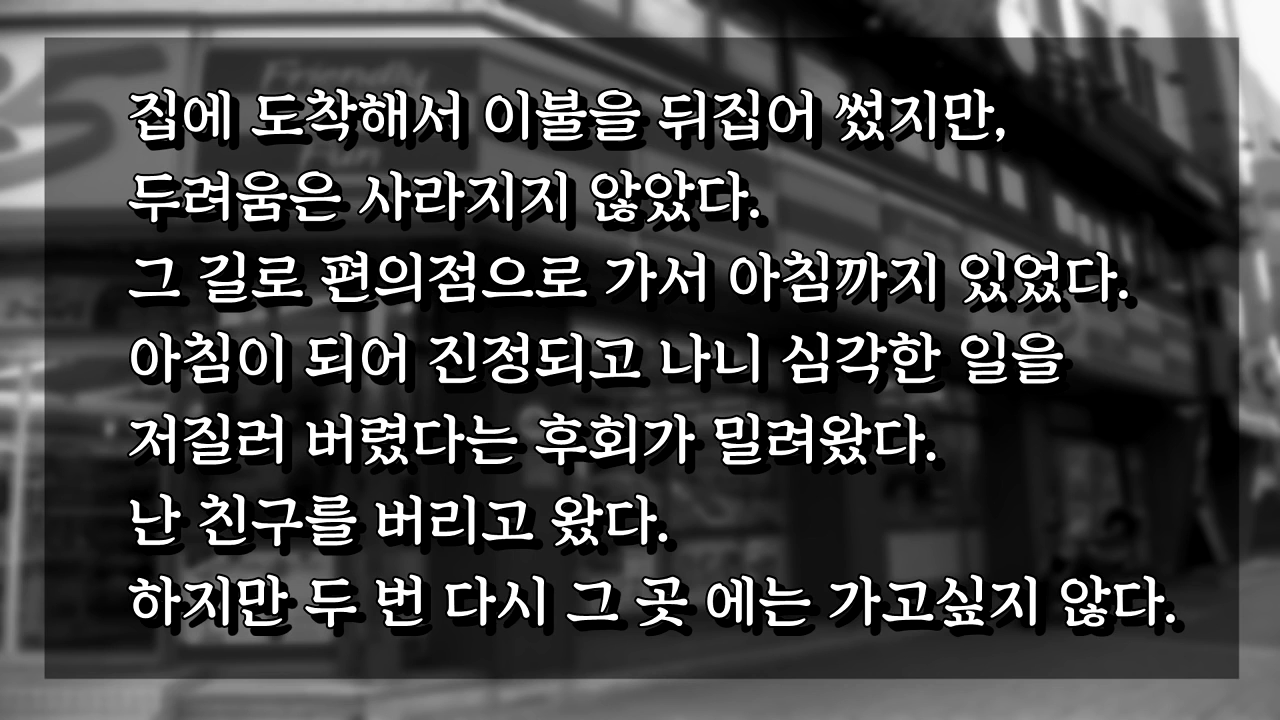 Friendly
Fun
집에 도착해서 이불을 뒤집어 썼지만,
두려움은 사라지지 않았다.
그 길로 편의점으로 가서 아침까지 있었다.
아침이 되어 진정되고 나니 심각한 일을
저질러 버렸다는 후회가 밀려왔다.
난 친구를 버리고 왔다.
하지만 두 번 다시 그 곳 에는 가고싶지 않다.